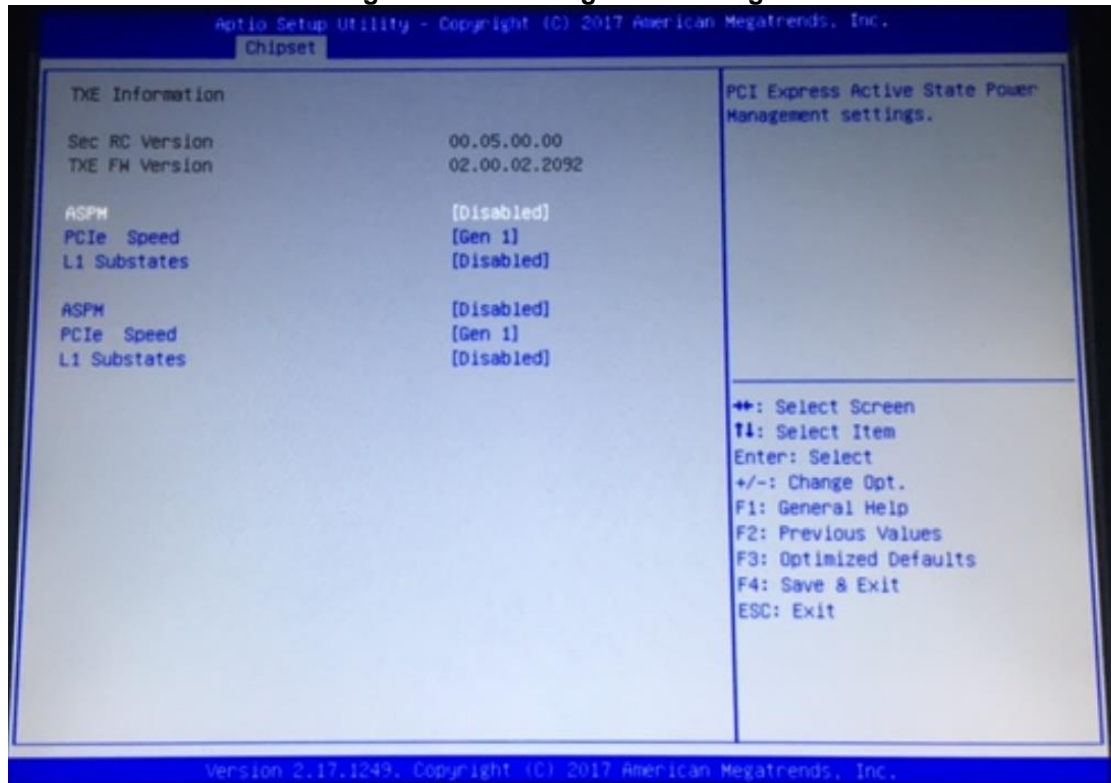 Aptio Setup Utility - Copyright (C) 2017 American Megatrends, Inc.
Chipset
TXE Information
Sec RC Version 00.05.00.00
TXE FW Version 02.00.02.2092
ASPM [Disabled]
PCIe Speed [Gen 1]
L1 Substates [Disabled]
ASPM [Disabled]
PCIe Speed [Gen 1]
L1 Substates [Disabled]
PCI Express Active State Power
Management settings.
→←: Select Screen
↑↓: Select Item
Enter: Select
+/-: Change Opt.
F1: General Help
F2: Previous Values
F3: Optimized Defaults
F4: Save & Exit
ESC: Exit
Version 2.17.1249. Copyright (C) 2017 American Megatrends, Inc.